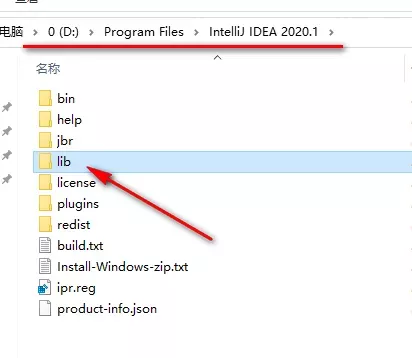 电脑 > 0 (D:) > Program Files > IntelliJ IDEA 2020.1 >
名称
bin
help
jbr
lib
license
plugins
redist
build.txt
Install-Windows-zip.txt
ipr.reg
product-info.json